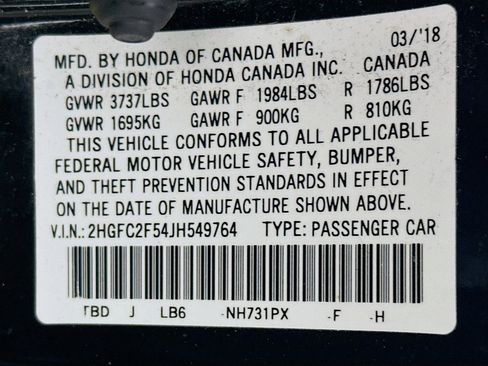 MFD. BY HONDA OF CANADA MFG., 03/'18
A DIVISION OF HONDA CANADA INC. CANADA
GVWR 3737LBS GAWR F 1984LBS R 1786LBS
GVWR 1695KG GAWR F 900KG R 810KG
THIS VEHICLE CONFORMS TO ALL APPLICABLE
FEDERAL MOTOR VEHICLE SAFETY, BUMPER,
AND THEFT PREVENTION STANDARDS IN EFFECT
ON THE DATE OF MANUFACTURE SHOWN ABOVE.
V.I.N.: 2HGFC2F54JH549764 TYPE: PASSENGER CAR
TBD J LB6 NH731PX -F -H